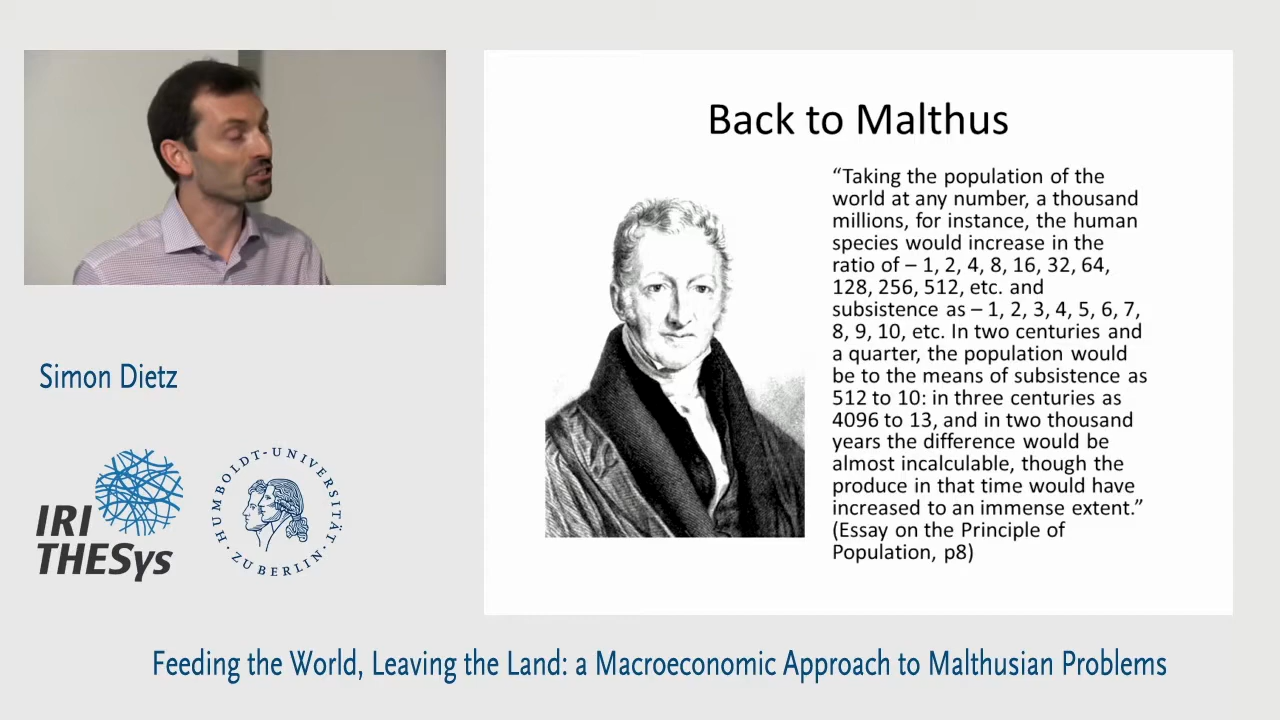 Back to Malthus
“Taking the population of the
world at any number, a thousand
millions, for instance, the human
species would increase in the
ratio of – 1, 2, 4, 8, 16, 32, 64,
128, 256, 512, etc. and
subsistence as – 1, 2, 3, 4, 5, 6, 7,
8, 9, 10, etc. In two centuries and
a quarter, the population would
be to the means of subsistence as
512 to 10: in three centuries as
4096 to 13, and in two thousand
years the difference would be
almost incalculable, though the
produce in that time would have
increased to an immense extent.”
(Essay on the Principle of
Population, p8)
Simon Dietz
IRI
THESys
HUMBOLDT-UNIVERSITÄT
ZU BERLIN
Feeding the World, Leaving the Land: a Macroeconomic Approach to Malthusian Problems